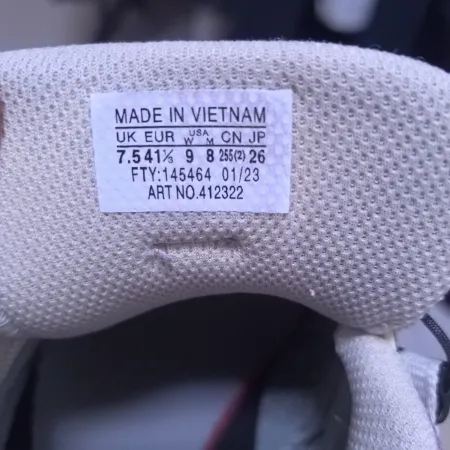 MADE IN VIETNAM
UK EUR USA W M CN JP
7.5 41⅓ 9 8 255(2) 26
FTY:145464 01/23
ART NO.412322